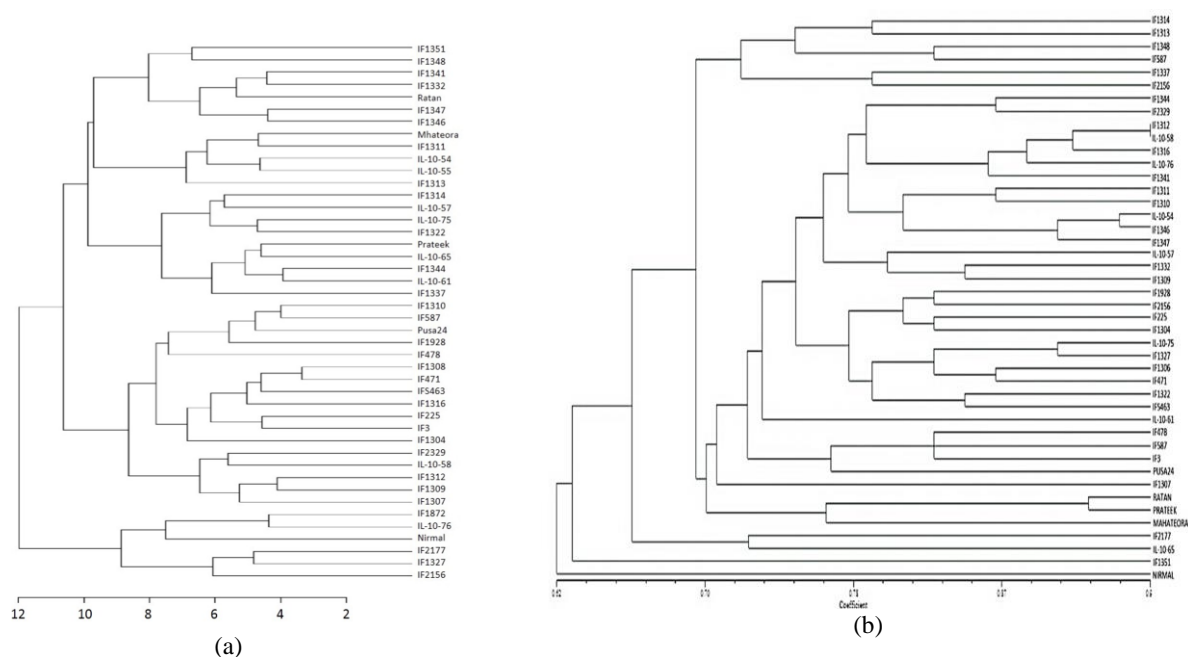 IF1351
IF1348
IF1341
IF1332
Ratan
IF1347
IF1346
Mhateora
IF1311
IL-10-54
IL-10-55
IF1313
IF1314
IL-10-57
IL-10-75
IF1322
Prateek
IL-10-65
IF1344
IL-10-61
IF1337
IF1310
IF587
Pusa24
IF1928
IF478
IF1308
IF471
IF5463
IF1316
IF225
IF3
IF1304
IF2329
IL-10-58
IF1312
IF1309
IF1307
IF1872
IL-10-76
Nirmal
IF2177
IF1327
IF2156
12 10 8 6 4 2
(a)
IF1314
IF1313
IF1348
IF587
IF1337
IF2156
IF1344
IF2329
IF1312
IL-10-58
IF1316
IL-10-76
IF1341
IF1311
IF1310
IL-10-54
IF1346
IF1347
IL-10-57
IF1332
IF1309
IF1928
IF2156
IF225
IF1304
IL-10-75
IF1327
IF1306
IF471
IF1322
IF5463
IL-10-61
IF478
IF587
IF3
PUSA24
IF1307
RATAN
PRATEEK
MAHATEORA
IF2177
IL-10-65
IF1351
NIRMAL
0.70
Coefficient
(b)